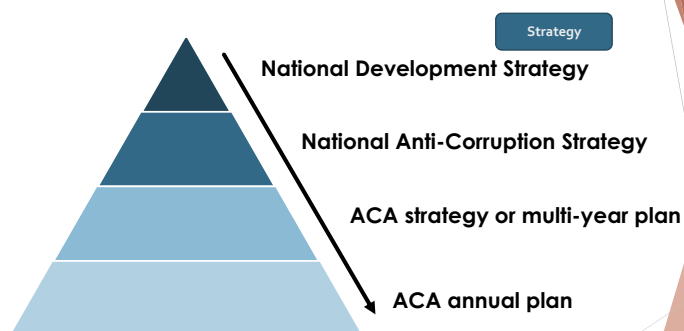 Strategy
National Development Strategy
National Anti-Corruption Strategy
ACA strategy or multi-year plan
ACA annual plan